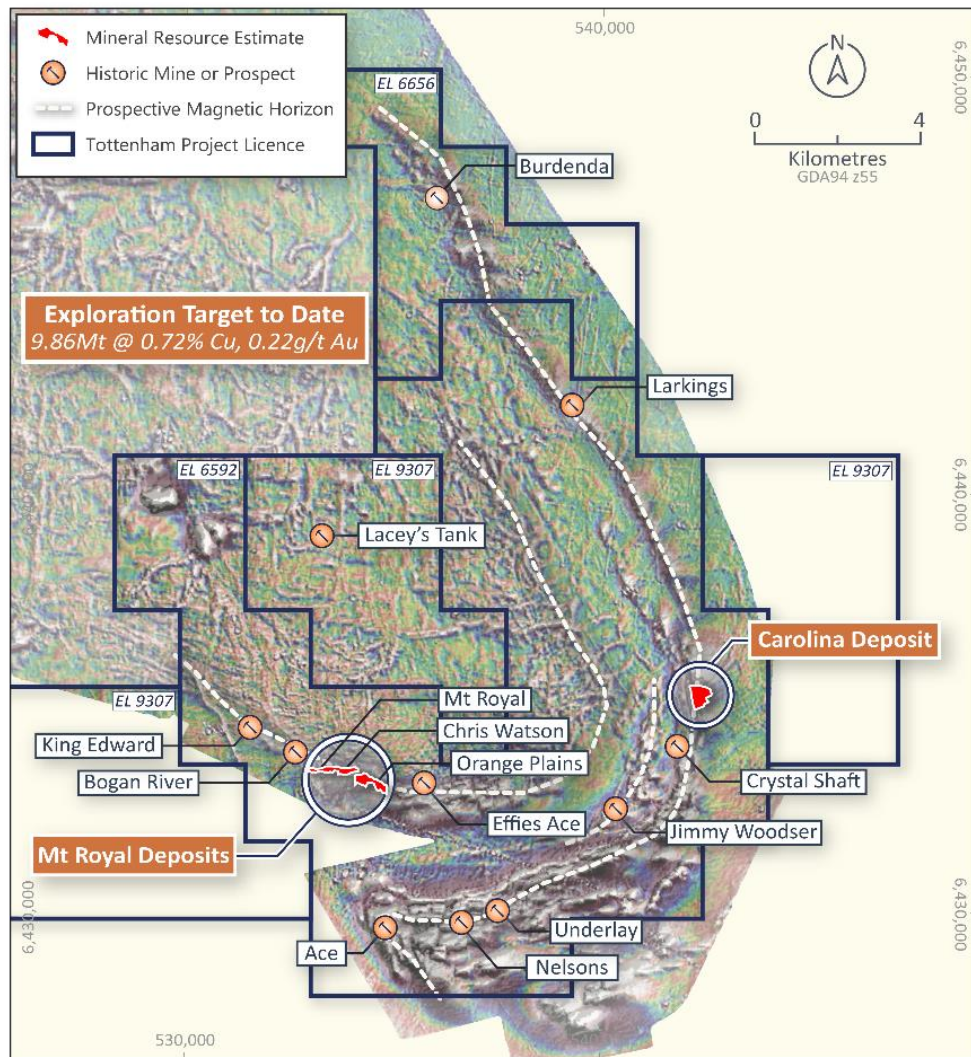 Mineral Resource Estimate
Historic Mine or Prospect
Prospective Magnetic Horizon
Tottenham Project Licence
540,000
N
6,450,000
0
4
Kilometres
GDA94 z55
EL 6656
Burdenda
Exploration Target to Date
9.86Mt @ 0.72% Cu, 0.22g/t Au
Larkings
EL 6592
EL 9307
EL 9307
6,440,000
6,440,000
Lacey's Tank
Carolina Deposit
EL 9307
Mt Royal
King Edward
Chris Watson
Bogan River
Orange Plains
Crystal Shaft
Effies Ace
Jimmy Woodser
Mt Royal Deposits
6,430,000
6,430,000
Underlay
Ace
Nelsons
530,000